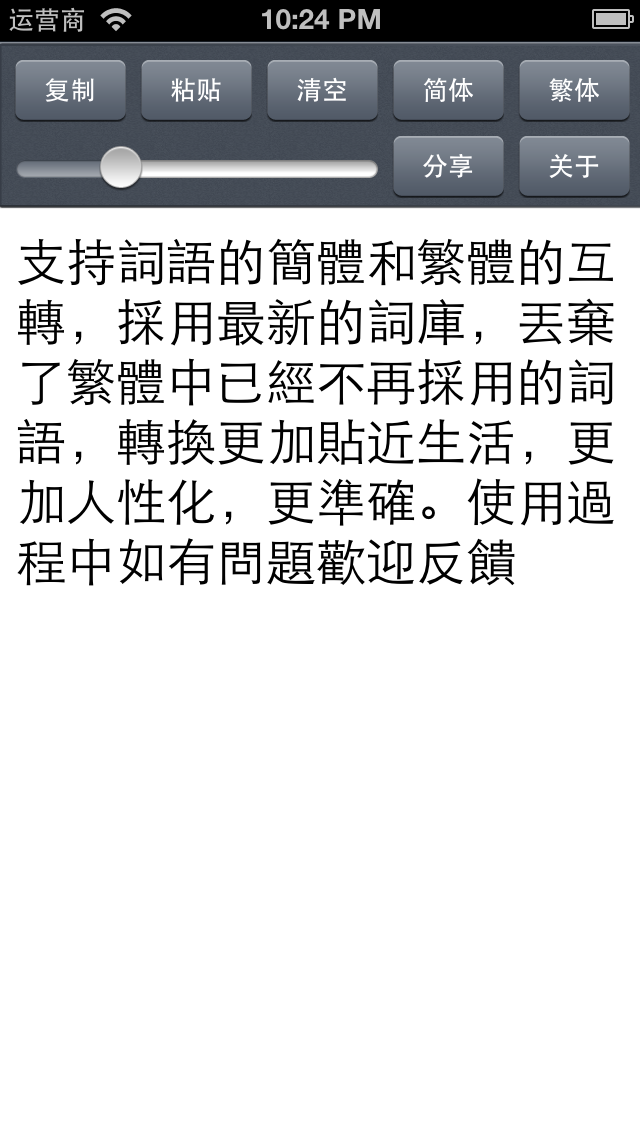 运营商 10:24 PM
复制 粘贴 清空 简体 繁体
分享 关于
支持詞語的簡體和繁體的互
轉，採用最新的詞庫，丟棄
了繁體中已經不再採用的詞
語，轉換更加貼近生活，更
加人性化，更準確。使用過
程中如有問題歡迎反饋